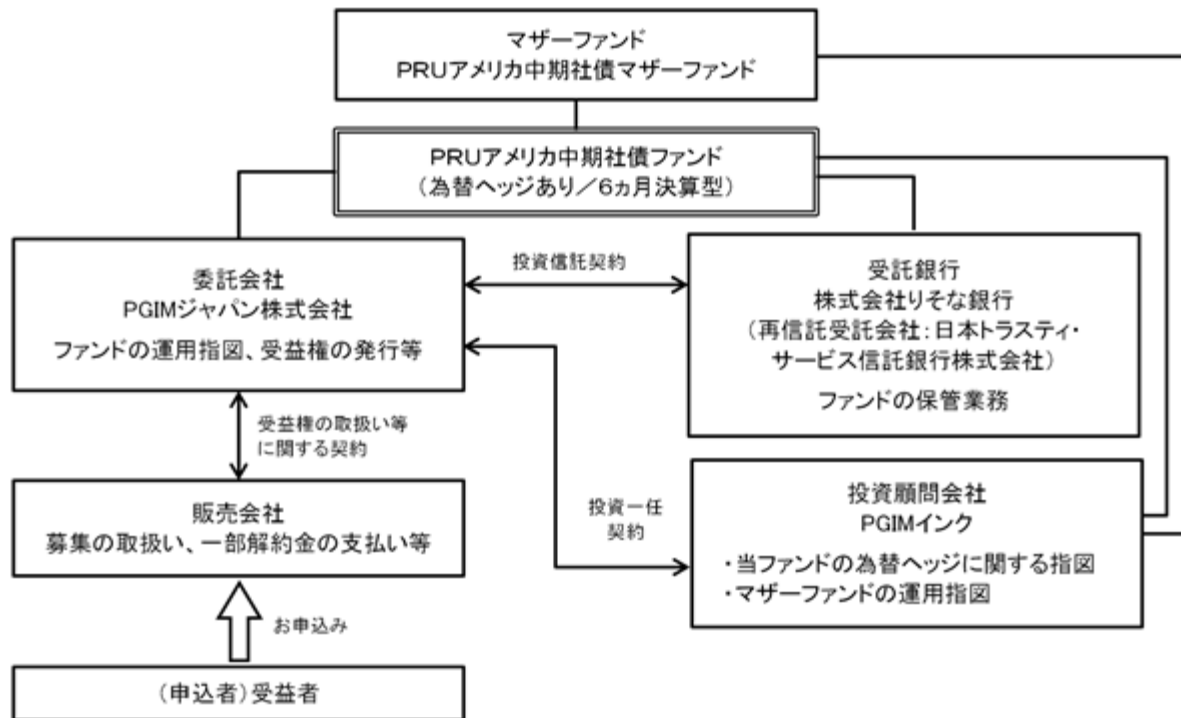 マザーファンド
PRUアメリカ中期社債マザーファンド
PRUアメリカ中期社債ファンド
（為替ヘッジあり／6ヵ月決算型）
委託会社
PGIMジャパン株式会社
ファンドの運用指図、受益権の発行等
投資信託契約
受託銀行
株式会社りそな銀行
（再信託受託会社：日本トラスティ・
サービス信託銀行株式会社）
ファンドの保管業務
受益権の取扱い等
に関する契約
販売会社
募集の取扱い、一部解約金の支払い等
投資一任
契約
投資顧問会社
PGIMインク
・当ファンドの為替ヘッジに関する指図
・マザーファンドの運用指図
お申込み
（申込者）受益者